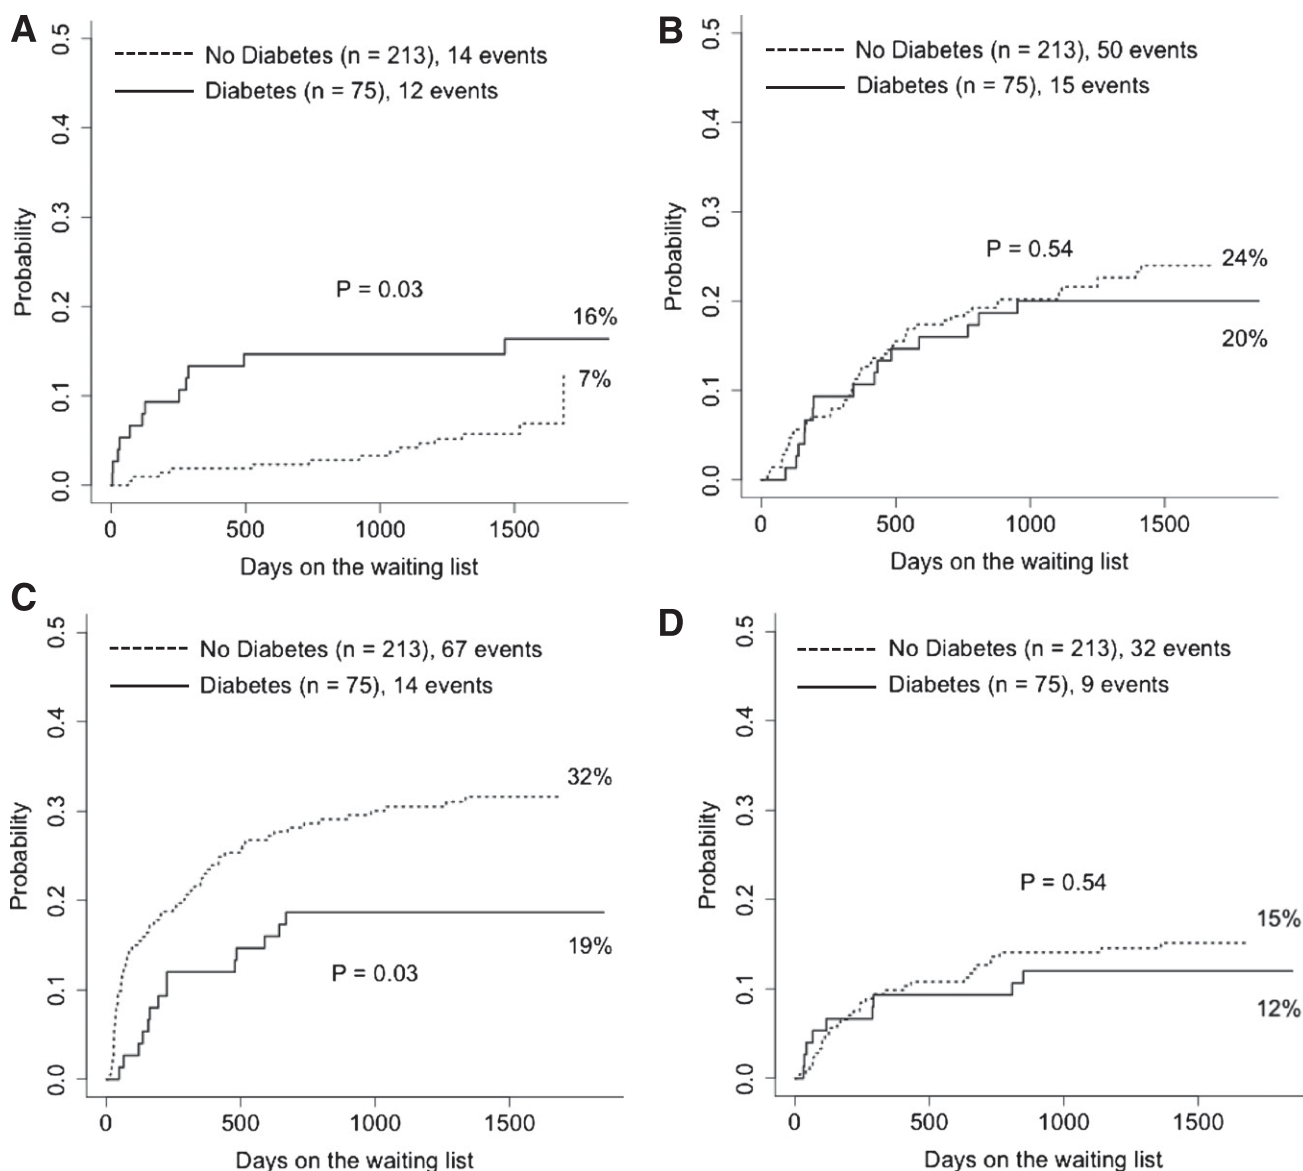 A
No Diabetes (n = 213), 14 events
Diabetes (n = 75), 12 events
P = 0.03
16%
7%
Probability
0.0
0.1
0.2
0.3
0.4
0.5
0
500
1000
1500
Days on the waiting list
B
No Diabetes (n = 213), 50 events
Diabetes (n = 75), 15 events
P = 0.54
24%
20%
Probability
0.0
0.1
0.2
0.3
0.4
0.5
0
500
1000
1500
Days on the waiting list
C
No Diabetes (n = 213), 67 events
Diabetes (n = 75), 14 events
32%
19%
P = 0.03
Probability
0.0
0.1
0.2
0.3
0.4
0.5
0
500
1000
1500
Days on the waiting list
D
No Diabetes (n = 213), 32 events
Diabetes (n = 75), 9 events
P = 0.54
15%
12%
Probability
0.0
0.1
0.2
0.3
0.4
0.5
0
500
1000
1500
Days on the waiting list